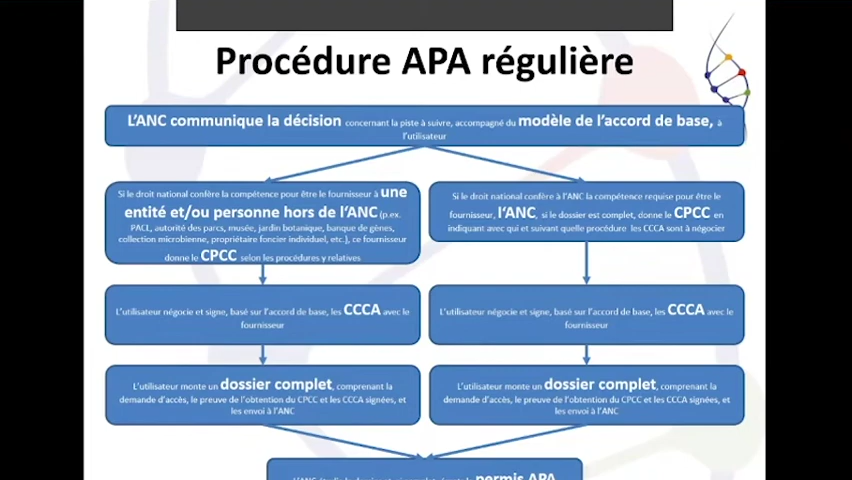 Procédure APA régulière
L'ANC communique la décision concernant la piste à suivre, accompagné du modèle de l'accord de base, à
l'utilisateur
Si le droit national confère la compétence pour être le fournisseur à une
entité et/ou personne hors de l'ANC (p.ex.
PACL, autorité des parcs, musée, jardin botanique, banque de gènes,
collection microbienne, propriétaire foncier individuel, etc.), ce fournisseur
donne le CPCC selon les procédures y relatives
Si le droit national confère à l'ANC la compétence requise pour être le
fournisseur, l'ANC, si le dossier est complet, donne le CPCC en
indiquant avec qui et suivant quelle procédure les CCCA sont à négocier
L'utilisateur négocie et signe, basé sur l'accord de base, les CCCA avec le
fournisseur
L'utilisateur négocie et signe, basé sur l'accord de base, les CCCA avec le
fournisseur
L'utilisateur monte un dossier complet, comprenant la
demande d'accès, le preuve de l'obtention du CPCC et les CCCA signées, et
les envoi à l'ANC
L'utilisateur monte un dossier complet, comprenant la
demande d'accès, le preuve de l'obtention du CPCC et les CCCA signées, et
les envoi à l'ANC
permis APA